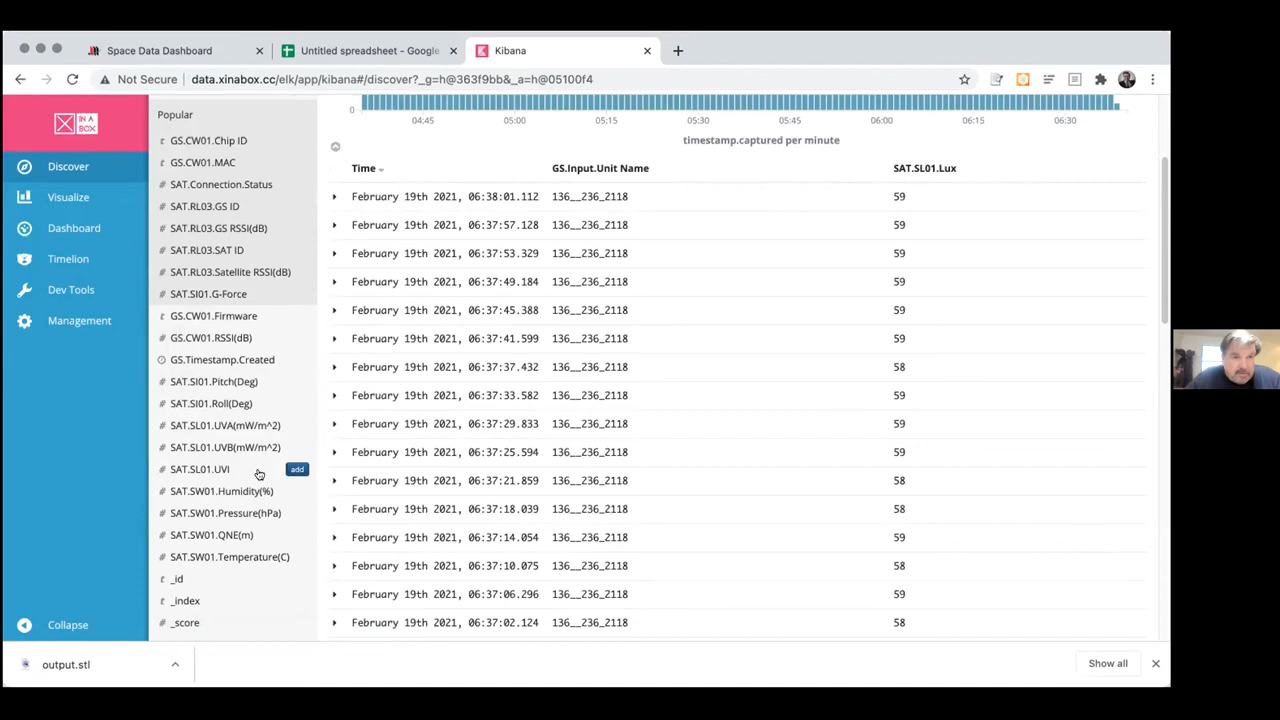 Space Data Dashboard
Untitled spreadsheet - Google
Kibana
Not Secure
data.xinabox.cc/elk/app/kibana#/discover?_g=h@363f9bb&_a=h@05100f4
IN A
BOX
Discover
Visualize
Dashboard
Timelion
Dev Tools
Management
Collapse
Popular
t GS.CW01.Chip ID
t GS.CW01.MAC
# SAT.Connection.Status
# SAT.RL03.GS ID
# SAT.RL03.GS RSSI(dB)
# SAT.RL03.SAT ID
# SAT.RL03.Satellite RSSI(dB)
# SAT.SI01.G-Force
t GS.CW01.Firmware
# GS.CW01.RSSI(dB)
GS.Timestamp.Created
# SAT.SI01.Pitch(Deg)
# SAT.SI01.Roll(Deg)
# SAT.SL01.UVA(mW/m^2)
# SAT.SL01.UVB(mW/m^2)
# SAT.SL01.UVI add
# SAT.SW01.Humidity(%)
# SAT.SW01.Pressure(hPa)
# SAT.SW01.QNE(m)
# SAT.SW01.Temperature(C)
t _id
t _index
# _score
0
04:45 05:00 05:15 05:30 05:45 06:00 06:15 06:30
timestamp.captured per minute
Time GS.Input.Unit Name SAT.SL01.Lux
February 19th 2021, 06:38:01.112 136__236_2118 59
February 19th 2021, 06:37:57.128 136__236_2118 59
February 19th 2021, 06:37:53.329 136__236_2118 59
February 19th 2021, 06:37:49.184 136__236_2118 59
February 19th 2021, 06:37:45.388 136__236_2118 59
February 19th 2021, 06:37:41.599 136__236_2118 59
February 19th 2021, 06:37:37.432 136__236_2118 58
February 19th 2021, 06:37:33.582 136__236_2118 59
February 19th 2021, 06:37:29.833 136__236_2118 59
February 19th 2021, 06:37:25.594 136__236_2118 59
February 19th 2021, 06:37:21.859 136__236_2118 58
February 19th 2021, 06:37:18.039 136__236_2118 58
February 19th 2021, 06:37:14.054 136__236_2118 59
February 19th 2021, 06:37:10.075 136__236_2118 58
February 19th 2021, 06:37:06.296 136__236_2118 59
February 19th 2021, 06:37:02.124 136__236_2118 58
output.stl
Show all